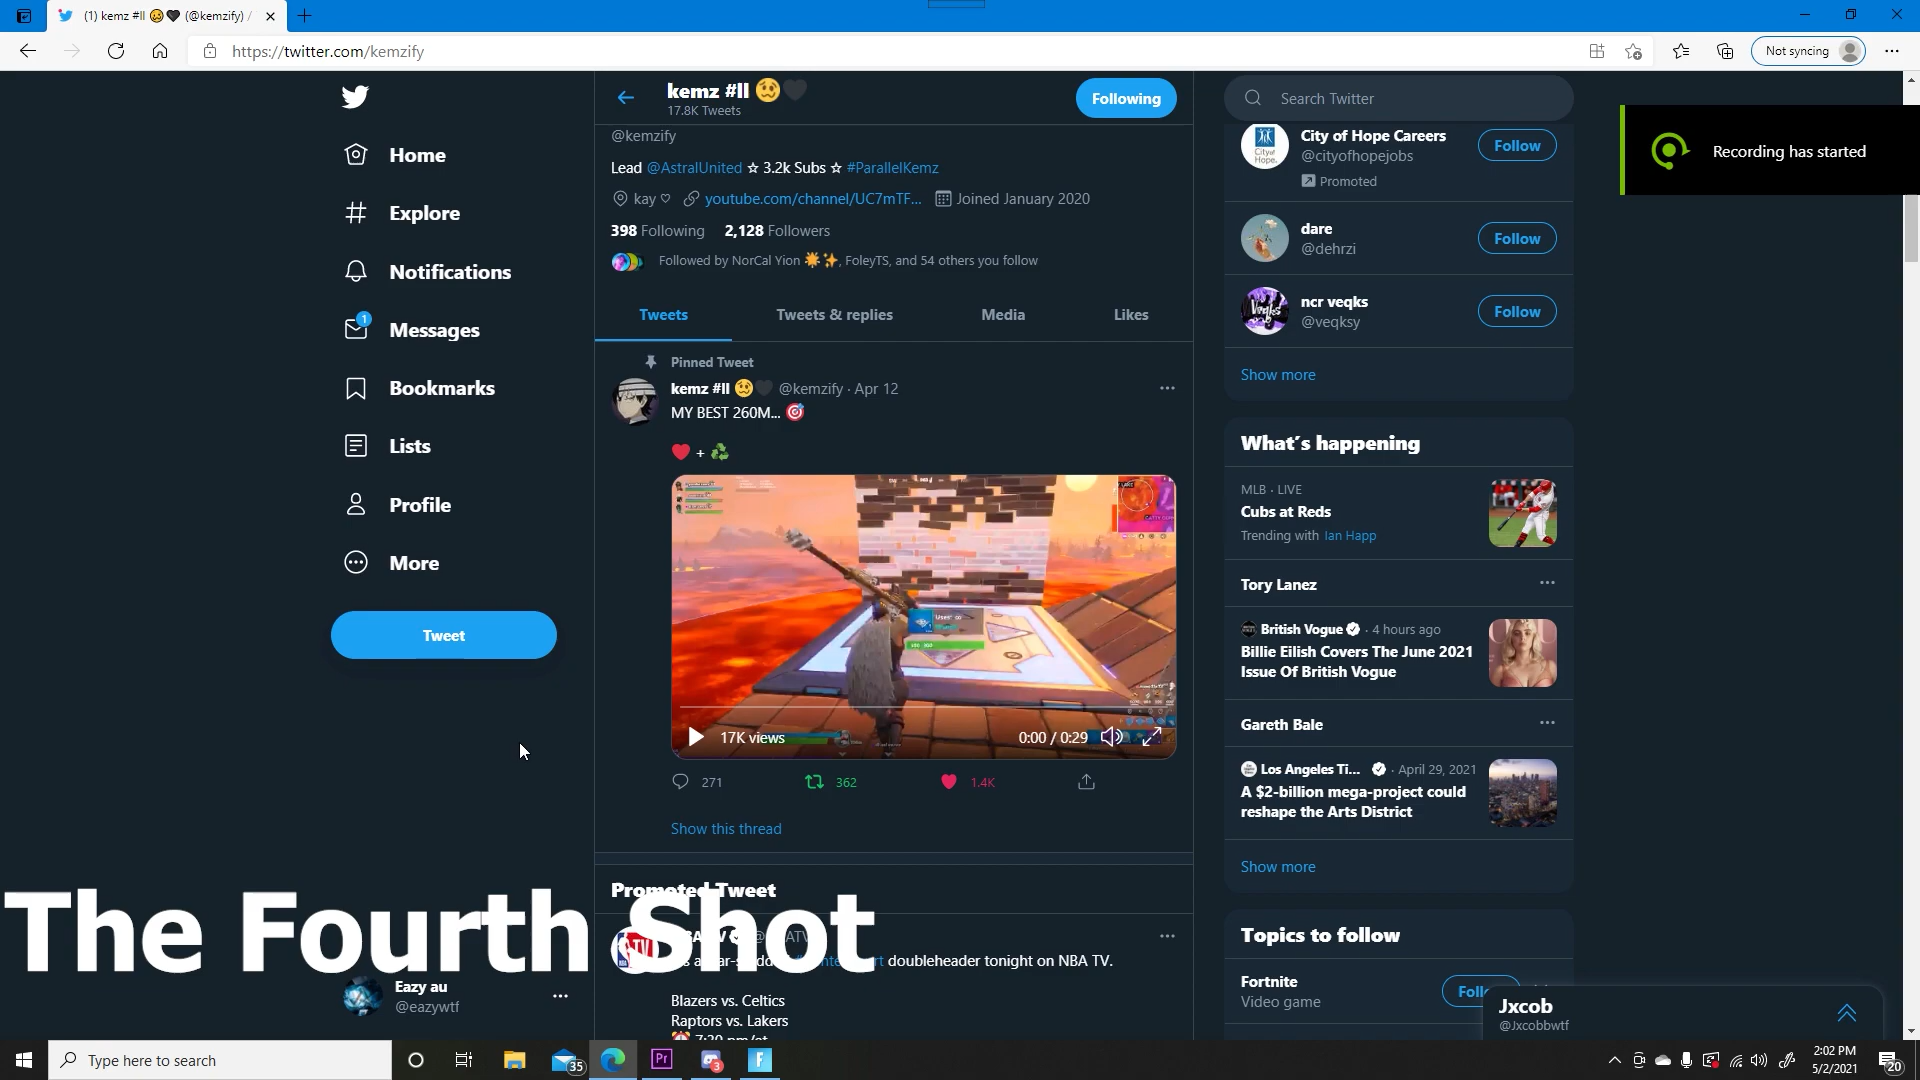 (1) kemz #ll 🥴🖤 (@kemzify) /
https://twitter.com/kemzify
Not syncing
kemz #ll 🥴🖤
17.8K Tweets
Following
Search Twitter
Recording has started
Home
Explore
Notifications
1
Messages
Bookmarks
Lists
Profile
More
Tweet
@kemzify
Lead @AstralUnited ☆ 3.2k Subs ☆ #ParallelKemz
kay ♡ youtube.com/channel/UC7mTF... Joined January 2020
398 Following 2,128 Followers
Followed by NorCal Yion ☀️✨, FoleyTS, and 54 others you follow
Tweets Tweets & replies Media Likes
Pinned Tweet
kemz #ll 🥴🖤 @kemzify · Apr 12
MY BEST 260M... 🎯
❤️ + ♻️
17K views
0:00 / 0:29
271 362 1.4K
Show this thread
Promoted Tweet
doubleheader tonight on NBA TV.
Blazers vs. Celtics
Raptors vs. Lakers
City of Hope Careers
@cityofhopejobs
Promoted
Follow
dare
@dehrzi
Follow
ncr veqks
@veqksy
Follow
Show more
What's happening
MLB · LIVE
Cubs at Reds
Trending with Ian Happ
Tory Lanez
British Vogue · 4 hours ago
Billie Eilish Covers The June 2021
Issue Of British Vogue
Gareth Bale
Los Angeles Ti... · April 29, 2021
A $2-billion mega-project could
reshape the Arts District
Show more
Topics to follow
Fortnite
Video game
Jxcob
@Jxcobbwtf
The Fourth Shot
Eazy au
@eazywtf
Type here to search
35
Pr
3
F
2:02 PM
5/2/2021
20